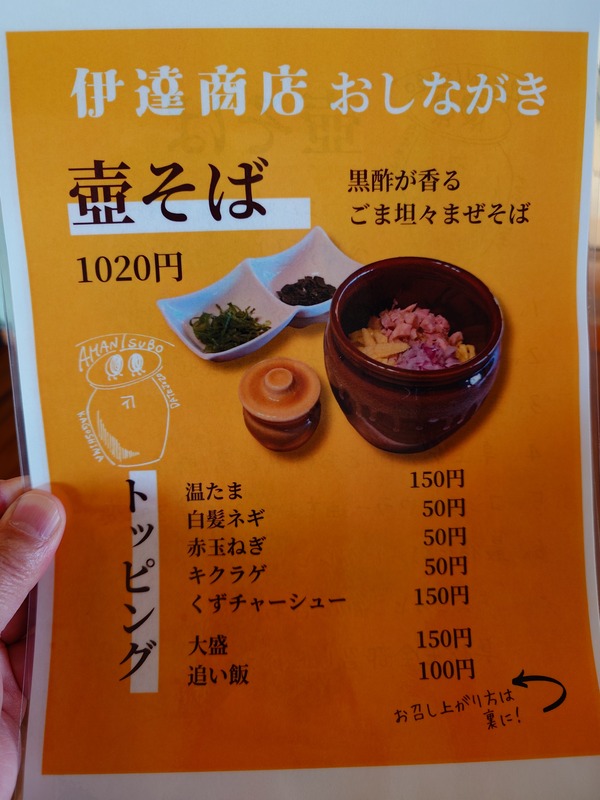 伊達商店 おしながき
壺そば
黒酢が香る
ごま坦々まぜそば
1020円
AMANTSUBO
KAGOSHIMA
トッピング
温たま 150円
白髪ネギ 50円
赤玉ねぎ 50円
キクラゲ 50円
くずチャーシュー 150円
大盛 150円
追い飯 100円
お召し上がり方は
裏に!